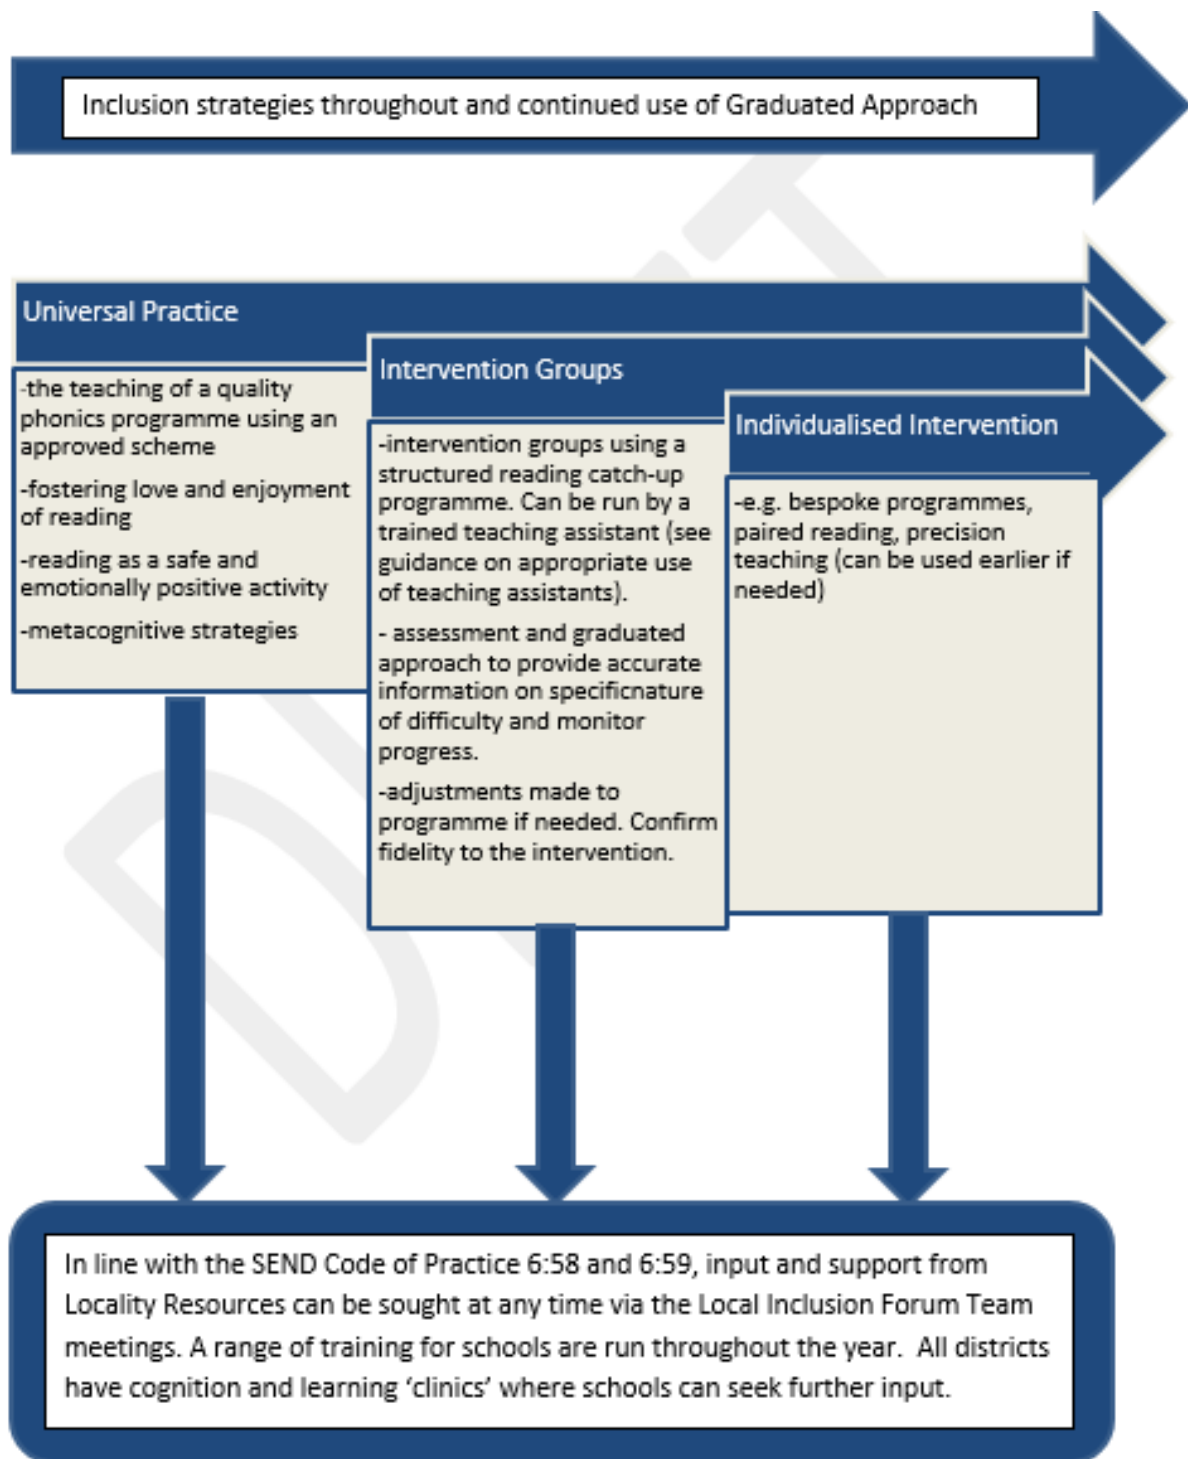 Inclusion strategies throughout and continued use of Graduated Approach
Universal Practice
-the teaching of a quality
phonics programme using an
approved scheme
-fostering love and enjoyment
of reading
-reading as a safe and
emotionally positive activity
-metacognitive strategies
Intervention Groups
-intervention groups using a
structured reading catch-up
programme. Can be run by a
trained teaching assistant (see
guidance on appropriate use
of teaching assistants).
- assessment and graduated
approach to provide accurate
information on specificnature
of difficulty and monitor
progress.
-adjustments made to
programme if needed. Confirm
fidelity to the intervention.
Individualised Intervention
-e.g. bespoke programmes,
paired reading, precision
teaching (can be used earlier if
needed)
In line with the SEND Code of Practice 6:58 and 6:59, input and support from
Locality Resources can be sought at any time via the Local Inclusion Forum Team
meetings. A range of training for schools are run throughout the year.  All districts
have cognition and learning ‘clinics’ where schools can seek further input.